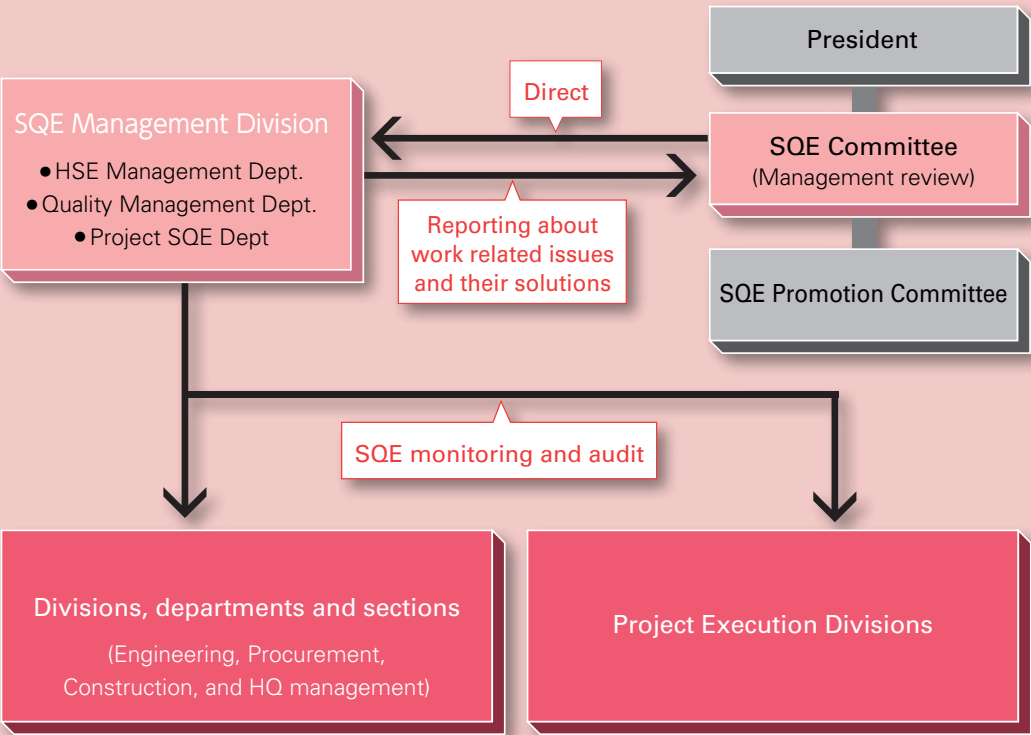 President
Direct
SQE Management Division
●HSE Management Dept.
●Quality Management Dept.
●Project SQE Dept
SQE Committee
(Management review)
Reporting about
work related issues
and their solutions
SQE Promotion Committee
SQE monitoring and audit
Divisions, departments and sections
(Engineering, Procurement,
Construction, and HQ management)
Project Execution Divisions